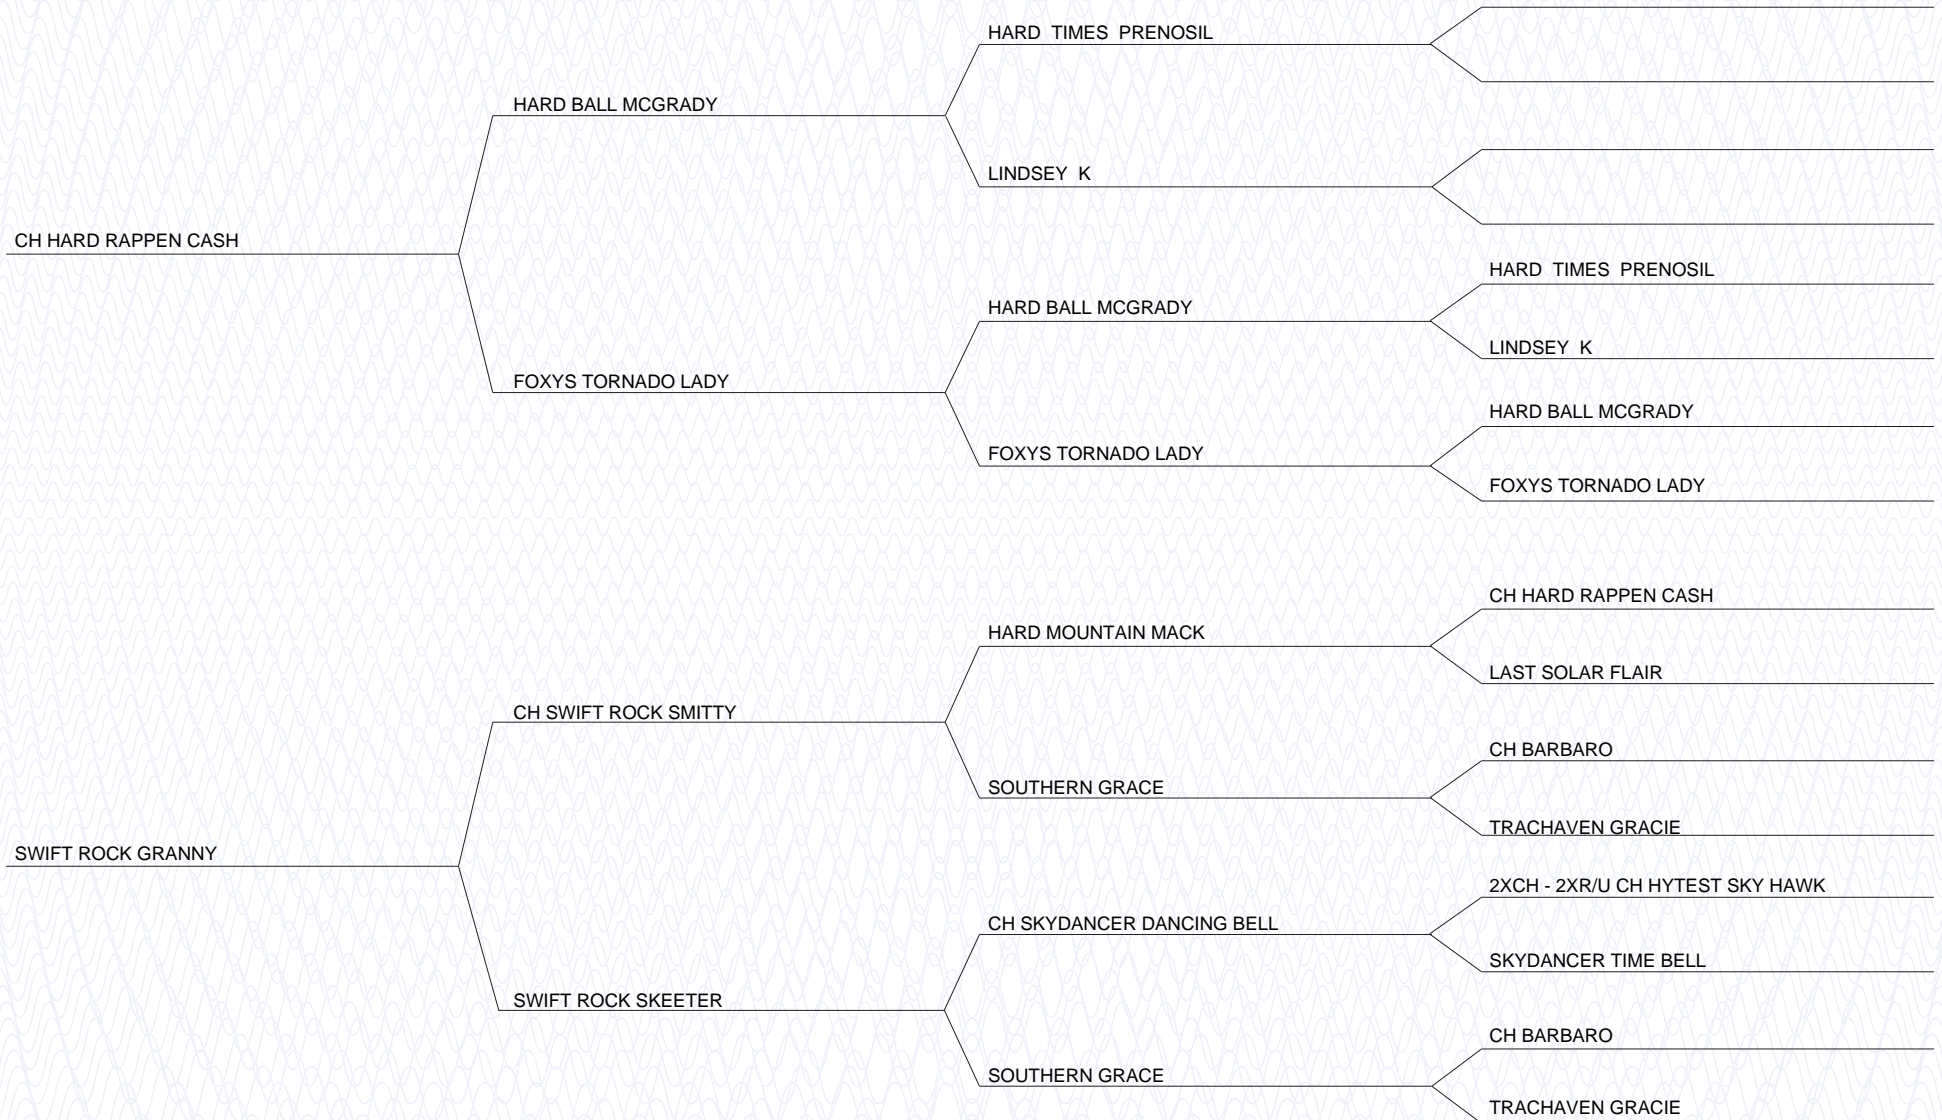 HARD  TIMES  PRENOSIL
HARD BALL MCGRADY
LINDSEY  K
CH HARD RAPPEN CASH
HARD  TIMES  PRENOSIL
HARD BALL MCGRADY
LINDSEY  K
FOXYS TORNADO LADY
HARD BALL MCGRADY
FOXYS TORNADO LADY
FOXYS TORNADO LADY
CH HARD RAPPEN CASH
HARD MOUNTAIN MACK
LAST SOLAR FLAIR
CH SWIFT ROCK SMITTY
CH BARBARO
SOUTHERN GRACE
TRACHAVEN GRACIE
SWIFT ROCK GRANNY
2XCH - 2XR/U CH HYTEST SKY HAWK
CH SKYDANCER DANCING BELL
SKYDANCER TIME BELL
SWIFT ROCK SKEETER
CH BARBARO
SOUTHERN GRACE
TRACHAVEN GRACIE